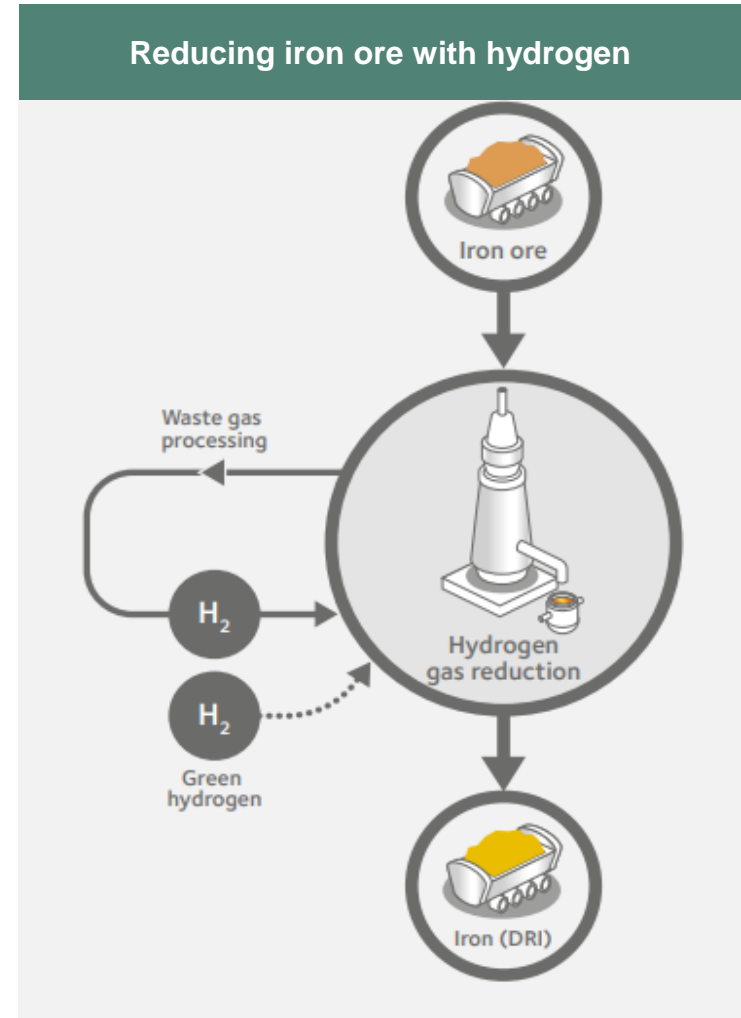 Reducing iron ore with hydrogen
Iron ore
Waste gas
processing
H₂
Hydrogen
gas reduction
H₂
Green
hydrogen
Iron (DRI)